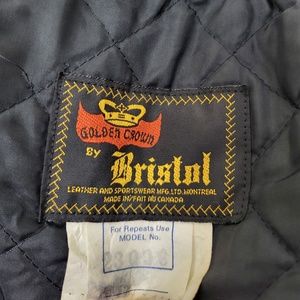 GOLDEN CROWN
BY Bristol
LEATHER AND SPORTSWEAR MFG. LTD. MONTREAL
MADE IN/FAIT AU CANADA
For Repeats Use
MODEL No.